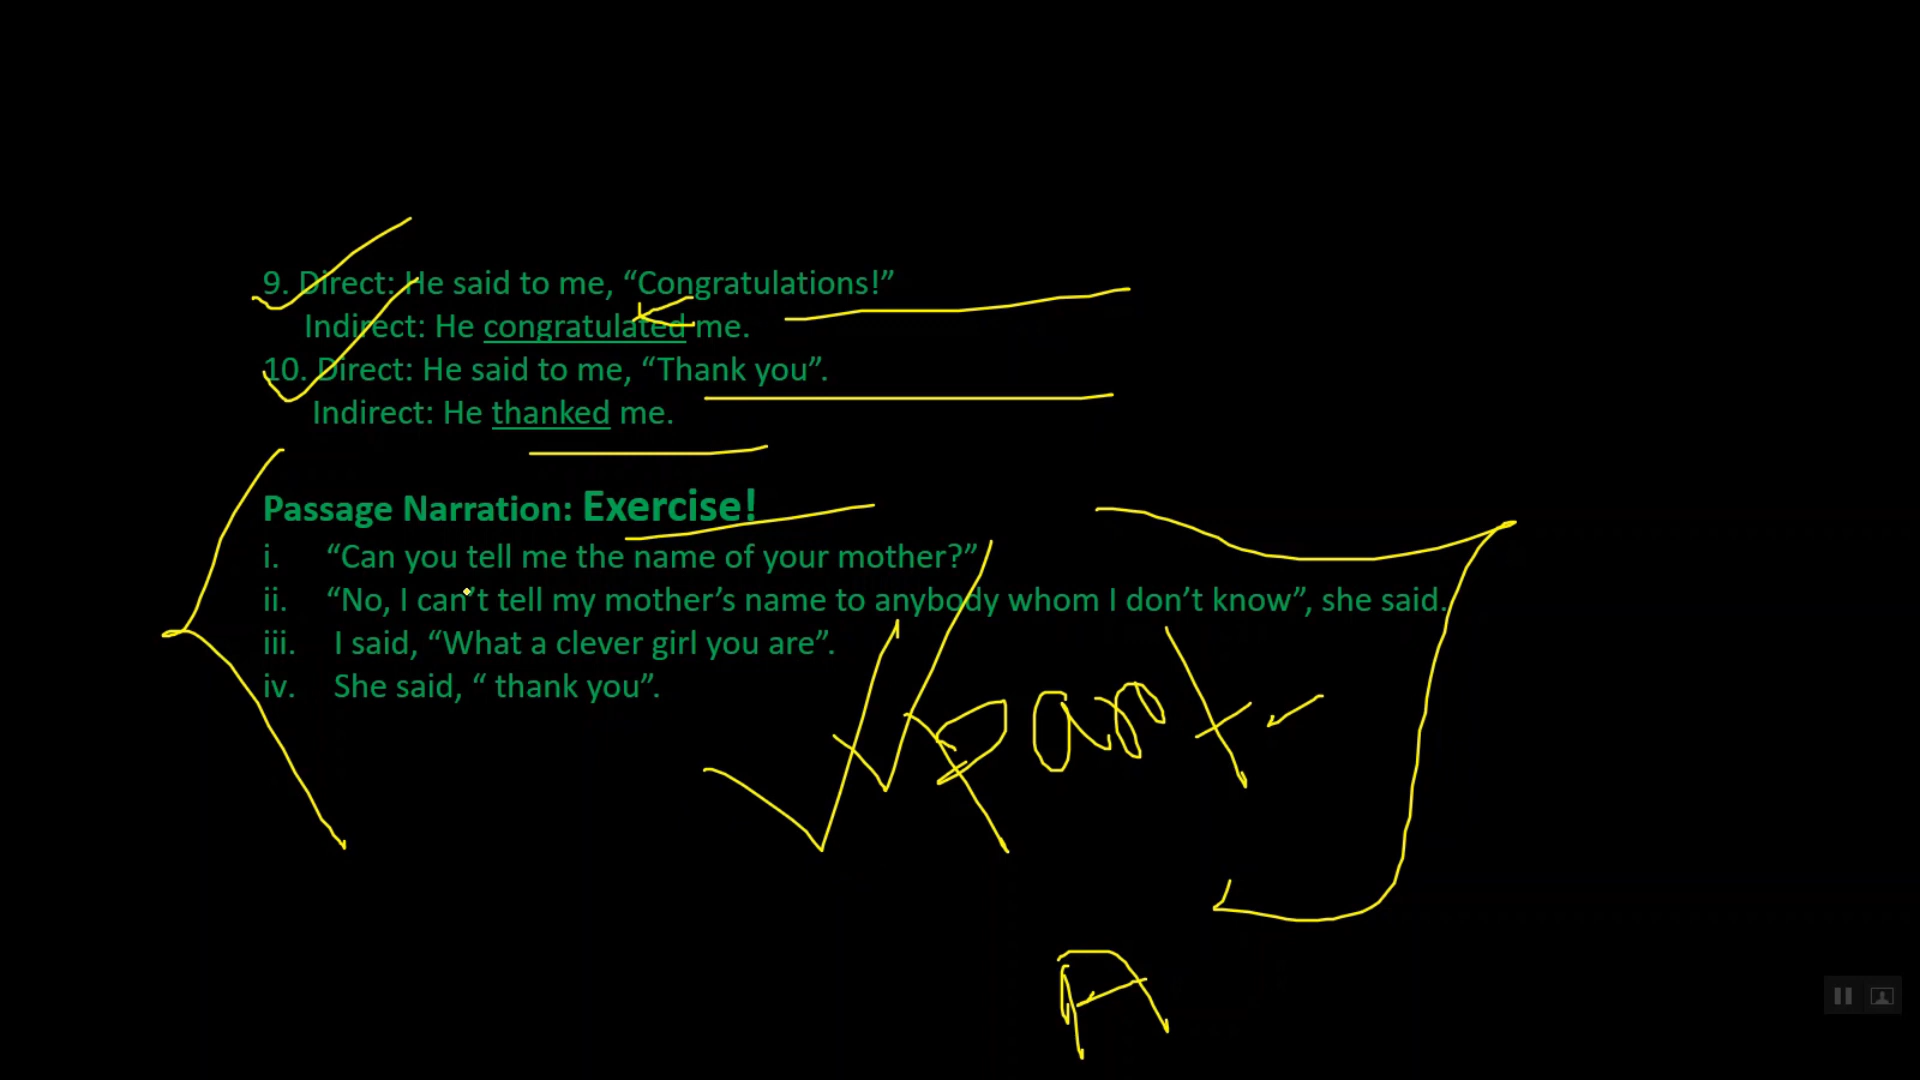 9. Direct: He said to me, “Congratulations!”
Indirect: He congratulated me.
10. Direct: He said to me, “Thank you”.
Indirect: He thanked me.
Passage Narration: Exercise!
i. “Can you tell me the name of your mother?”
ii. “No, I can’t tell my mother’s name to anybody whom I don’t know”, she said.
iii. I said, “What a clever girl you are”.
iv. She said, “ thank you”.
part-
A